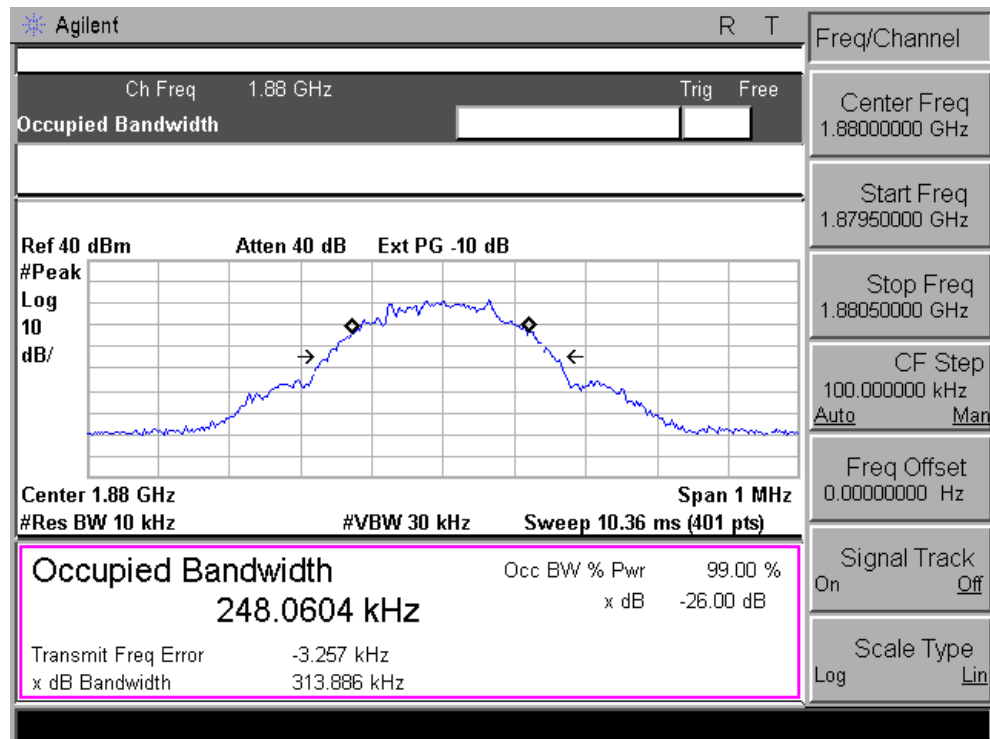 Agilent R T
Ch Freq 1.88 GHz Trig Free
Occupied Bandwidth
Ref 40 dBm Atten 40 dB Ext PG -10 dB
#Peak
Log
10
dB/
Center 1.88 GHz Span 1 MHz
#Res BW 10 kHz #VBW 30 kHz Sweep 10.36 ms (401 pts)
Occupied Bandwidth Occ BW % Pwr 99.00 %
248.0604 kHz x dB -26.00 dB
Transmit Freq Error -3.257 kHz
x dB Bandwidth 313.886 kHz
Freq/Channel
Center Freq
1.88000000 GHz
Start Freq
1.87950000 GHz
Stop Freq
1.88050000 GHz
CF Step
100.000000 kHz
Auto Man
Freq Offset
0.00000000 Hz
Signal Track
On Off
Scale Type
Log Lin